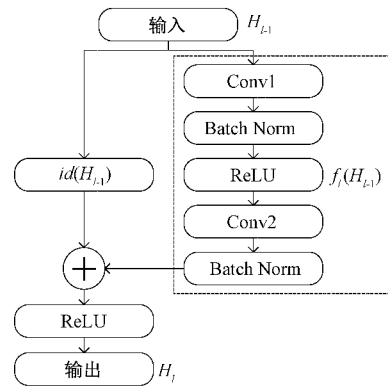 输入 H_{l-1}
Conv1
Batch Norm
id(H_{l-1}) ReLU f_l(H_{l-1})
Conv2
+ Batch Norm
ReLU
输出 H_l